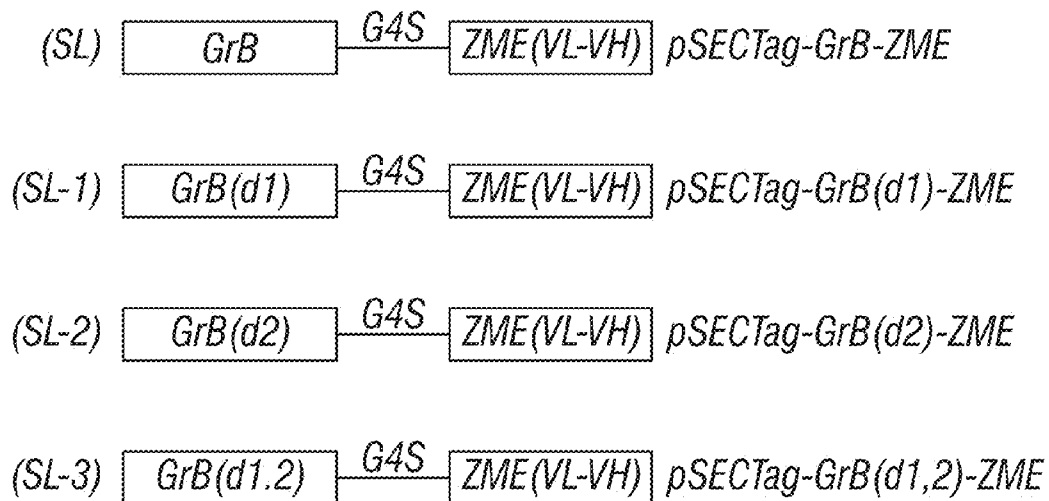 (SL) GrB G4S ZME(VL-VH) pSECTag-GrB-ZME
(SL-1) GrB(d1) G4S ZME(VL-VH) pSECTag-GrB(d1)-ZME
(SL-2) GrB(d2) G4S ZME(VL-VH) pSECTag-GrB(d2)-ZME
(SL-3) GrB(d1.2) G4S ZME(VL-VH) pSECTag-GrB(d1,2)-ZME